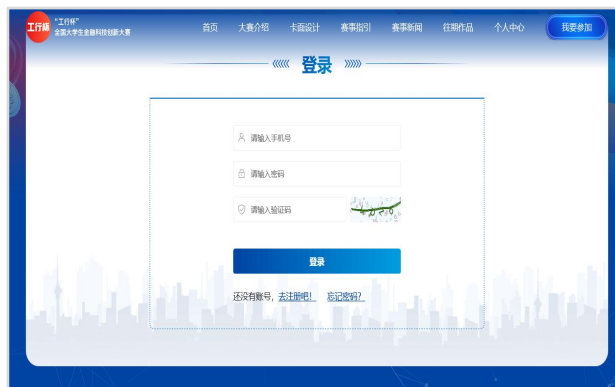 工行杯
"工行杯"
全国大学生金融科技创新大赛
首页 大赛介绍 卡面设计 赛事指引 赛事新闻 往期作品 个人中心 我要参加
登录
请输入手机号
请输入密码
请输入验证码
登录
还没有账号，去注册吧！ 忘记密码？